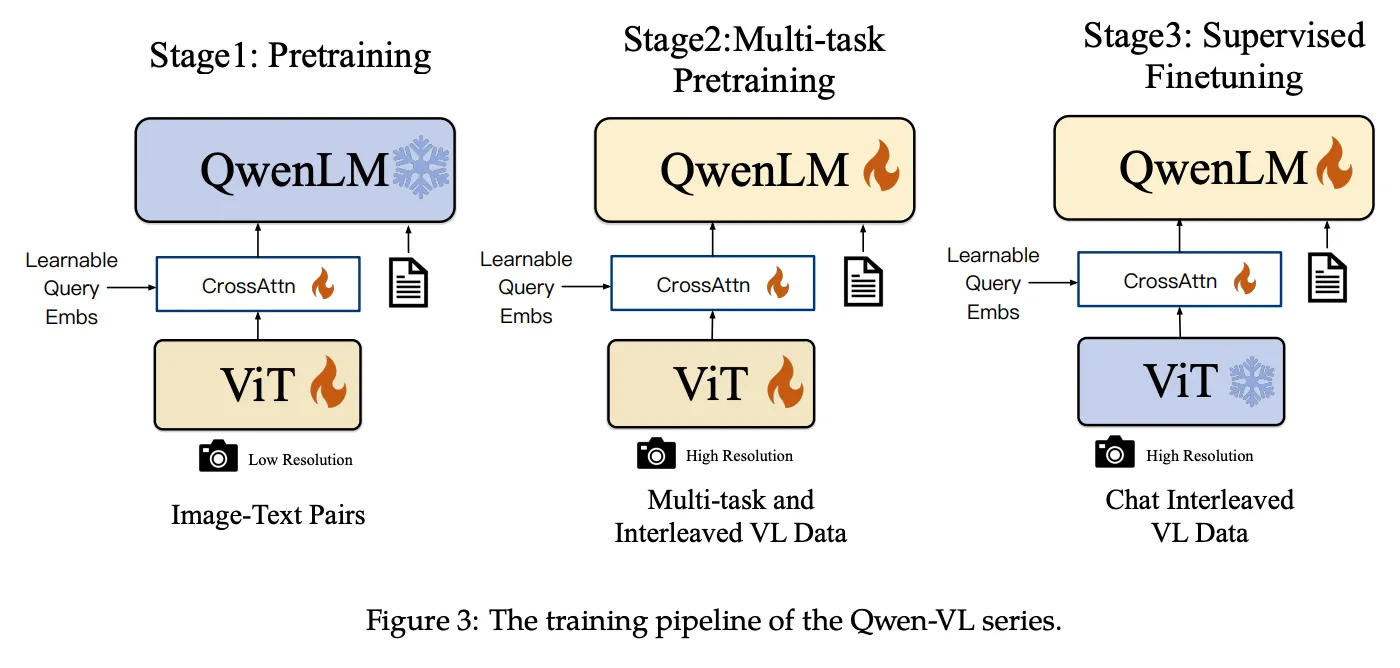 Stage1: Pretraining
QwenLM
Learnable
Query
Embs
CrossAttn
ViT
Low Resolution
Image-Text Pairs
Stage2:Multi-task
Pretraining
QwenLM
Learnable
Query
Embs
CrossAttn
ViT
High Resolution
Multi-task and
Interleaved VL Data
Stage3: Supervised
Finetuning
QwenLM
Learnable
Query
Embs
CrossAttn
ViT
High Resolution
Chat Interleaved
VL Data
Figure 3: The training pipeline of the Qwen-VL series.